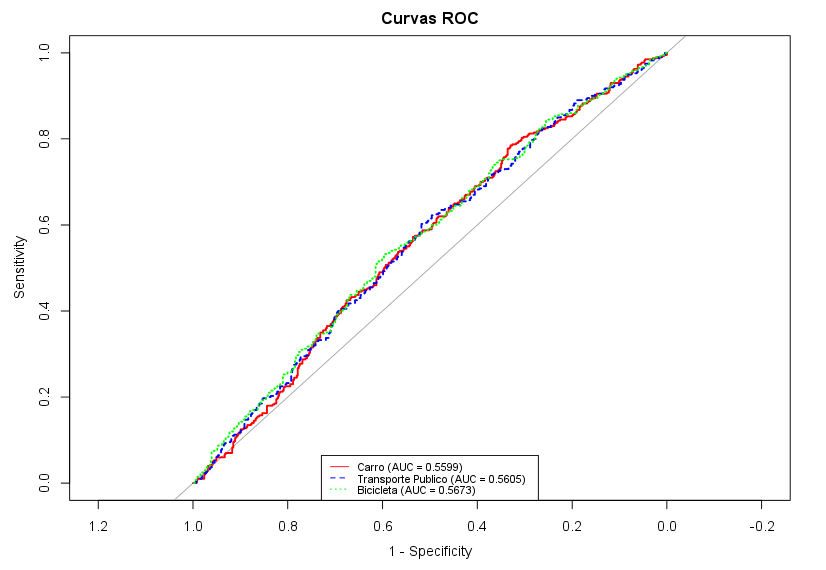 Curvas ROC
Sensitivity
1.0
0.8
0.6
0.4
0.2
0.0
1.2 1.0 0.8 0.6 0.4 0.2 0.0 -0.2
1 - Specificity
Carro (AUC = 0.5599)
Transporte Publico (AUC = 0.5605)
Bicicleta (AUC = 0.5673)